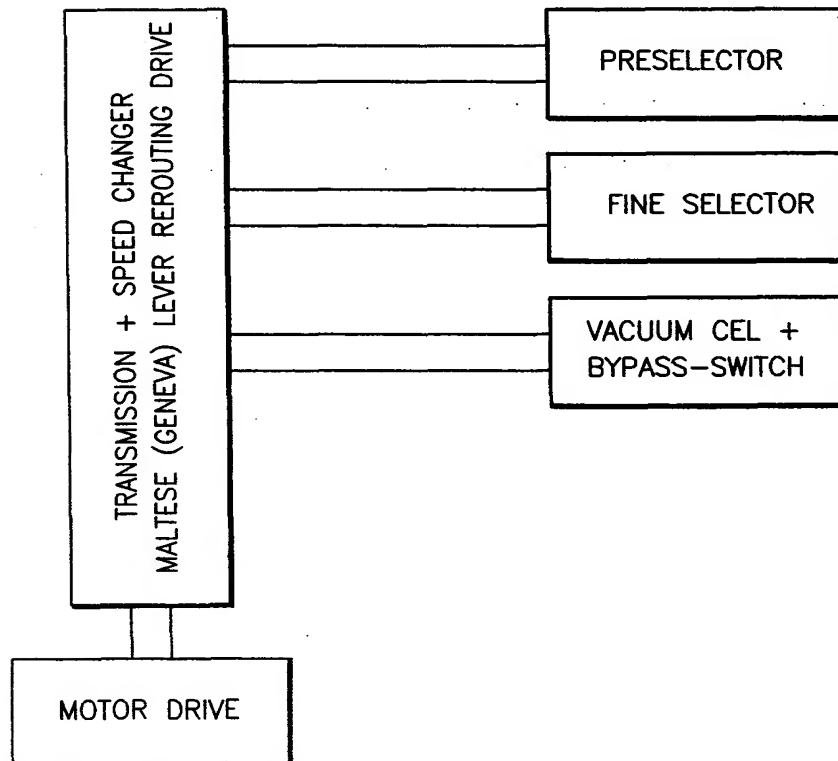 TRANSMISSION + SPEED CHANGER
MALTESE (GENEVA) LEVER REROUTING DRIVE
PRESELECTOR
FINE SELECTOR
VACUUM CEL +
BYPASS-SWITCH
MOTOR DRIVE